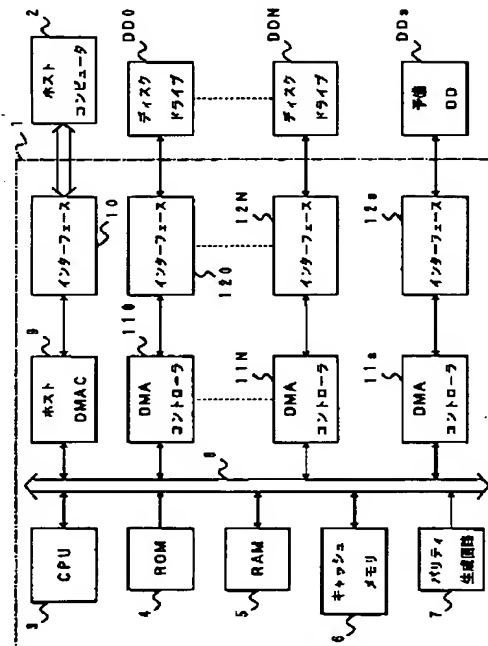 1
2
ホスト
コンピュータ
DD0
ディスク
ドライブ
DDN
ディスク
ドライブ
DDs
予備
DD
インターフェース
10
インターフェース
120
12N
インターフェース
12s
インターフェース
9
ホスト
DMAC
110
DMA
コントローラ
11N
DMA
コントローラ
11s
DMA
コントローラ
8
CPU
3
ROM
4
RAM
5
キャッシュ
メモリ
6
パリティ
生成回路
7